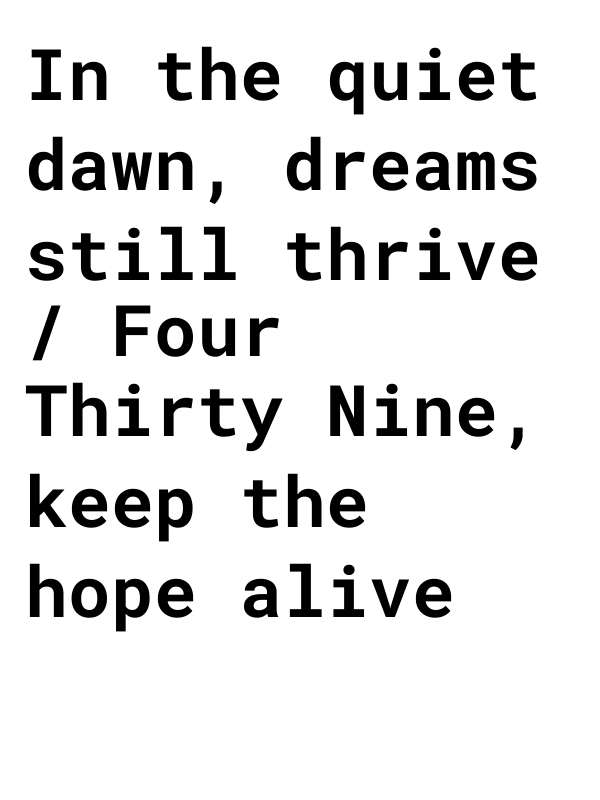 In the quiet
dawn, dreams
still thrive
/ Four
Thirty Nine,
keep the
hope alive